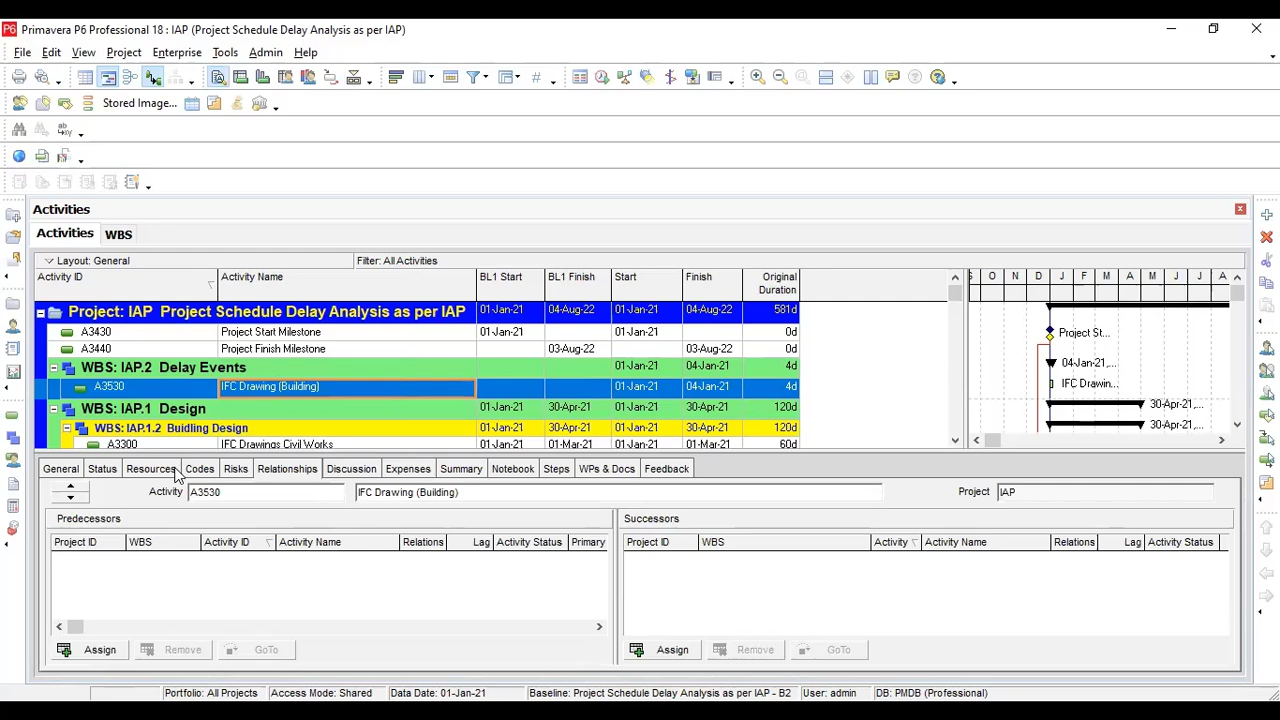 P6 Primavera P6 Professional 18 : IAP (Project Schedule Delay Analysis as per IAP)
File Edit View Project Enterprise Tools Admin Help
Stored Image...
Activities
Activities WBS
Layout: General Filter: All Activities
Activity ID Activity Name BL1 Start BL1 Finish Start Finish Original Duration O N D J F M A M J J A
Project: IAP Project Schedule Delay Analysis as per IAP 01-Jan-21 04-Aug-22 01-Jan-21 04-Aug-22 581d
A3430 Project Start Milestone 01-Jan-21 01-Jan-21 0d Project St...
A3440 Project Finish Milestone 03-Aug-22 03-Aug-22 0d
WBS: IAP.2 Delay Events 01-Jan-21 04-Jan-21 4d 04-Jan-21,...
A3530 IFC Drawing (Building) 01-Jan-21 04-Jan-21 4d IFC Drawin...
WBS: IAP.1 Design 01-Jan-21 30-Apr-21 01-Jan-21 30-Apr-21 120d 30-Apr-21,...
WBS: IAP.1.2 Buidling Design 01-Jan-21 30-Apr-21 01-Jan-21 30-Apr-21 120d 30-Apr-21,...
A3300 IFC Drawings Civil Works 01-Jan-21 01-Mar-21 01-Jan-21 01-Mar-21 60d
General Status Resources Codes Risks Relationships Discussion Expenses Summary Notebook Steps WPs & Docs Feedback
Activity A3530 IFC Drawing (Building) Project IAP
Predecessors Successors
Project ID WBS Activity ID Activity Name Relations Lag Activity Status Primary Project ID WBS Activity Activity Name Relations Lag Activity Status
Assign Remove GoTo Assign Remove GoTo
Portfolio: All Projects Access Mode: Shared Data Date: 01-Jan-21 Baseline: Project Schedule Delay Analysis as per IAP - B2 User: admin DB: PMDB (Professional)